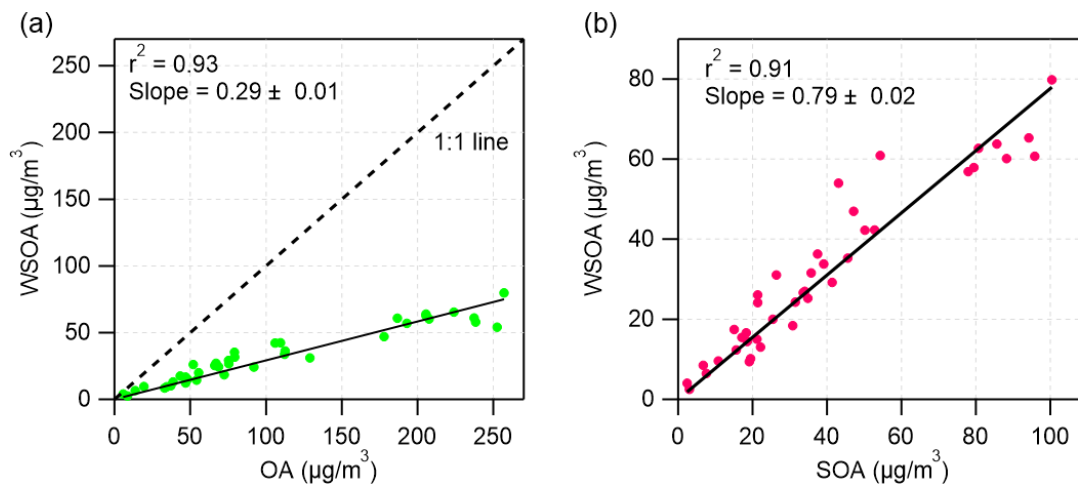 (a)
r² = 0.93
Slope = 0.29 ± 0.01
1:1 line
250
200
150
100
50
0
WSOA (µg/m³)
0 50 100 150 200 250
OA (µg/m³)
(b)
r² = 0.91
Slope = 0.79 ± 0.02
80
60
40
20
0
WSOA (µg/m³)
0 20 40 60 80 100
SOA (µg/m³)